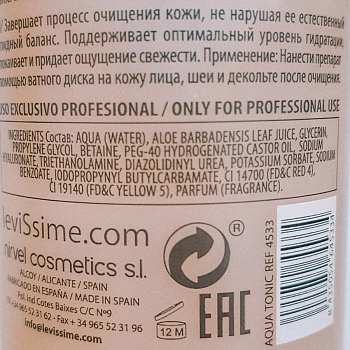 Завершает процесс очищения кожи, не нарушая ее естественный
баланс. Поддерживает оптимальный уровень гидратации,
и придает ощущение свежести. Применение: Нанести препарат
помощью ватного диска на кожу лица, шеи и декольте после очищения.
USO EXCLUSIVO PROFESIONAL / ONLY FOR PROFESSIONAL USE
INGREDIENTS Состав: AQUA (WATER), ALOE BARBADENSIS LEAF JUICE, GLYCERIN,
PROPYLENE GLYCOL, BETAINE, PEG-40 HYDROGENATED CASTOR OIL, SODIUM
HYALURONATE, TRIETHANOLAMINE, DIAZOLIDINYL UREA, POTASSIUM SORBATE, SODIUM
BENZOATE, IODOPROPYNYL BUTYLCARBAMATE, CI 14700 (FD&C RED 4),
CI 19140 (FD&C YELLOW 5), PARFUM (FRAGRANCE).
leviSsime.com
nirvel cosmetics s.l.
ALCOY / ALICANTE / SPAIN
FABRICADO EN ESPAÑA / MADE IN SPAIN
Pol. Ind Cotes Baixes C/C Nº9
965 52 31 62 - Fax + 34 965 52 31 96
info@levissime.com
®
12 M
EAC
AQUA TONIC REF 4533